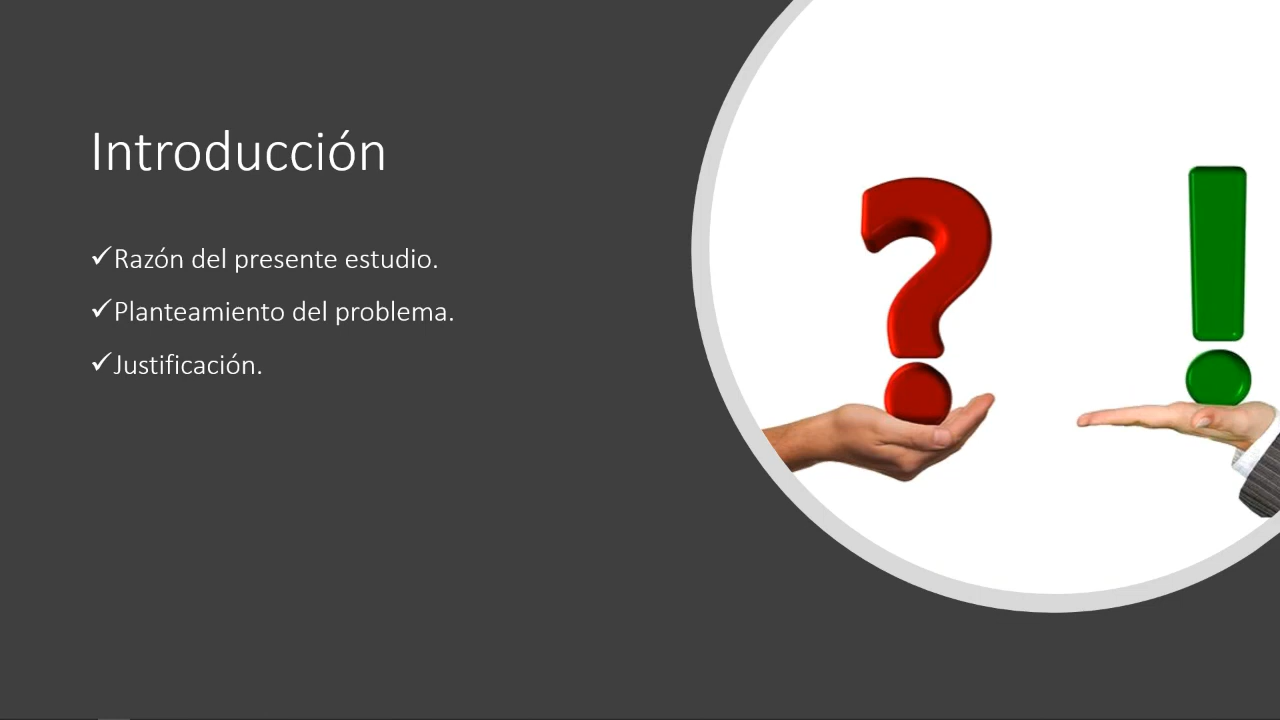 Introducción
✓Razón del presente estudio.
✓Planteamiento del problema.
✓Justificación.
? !